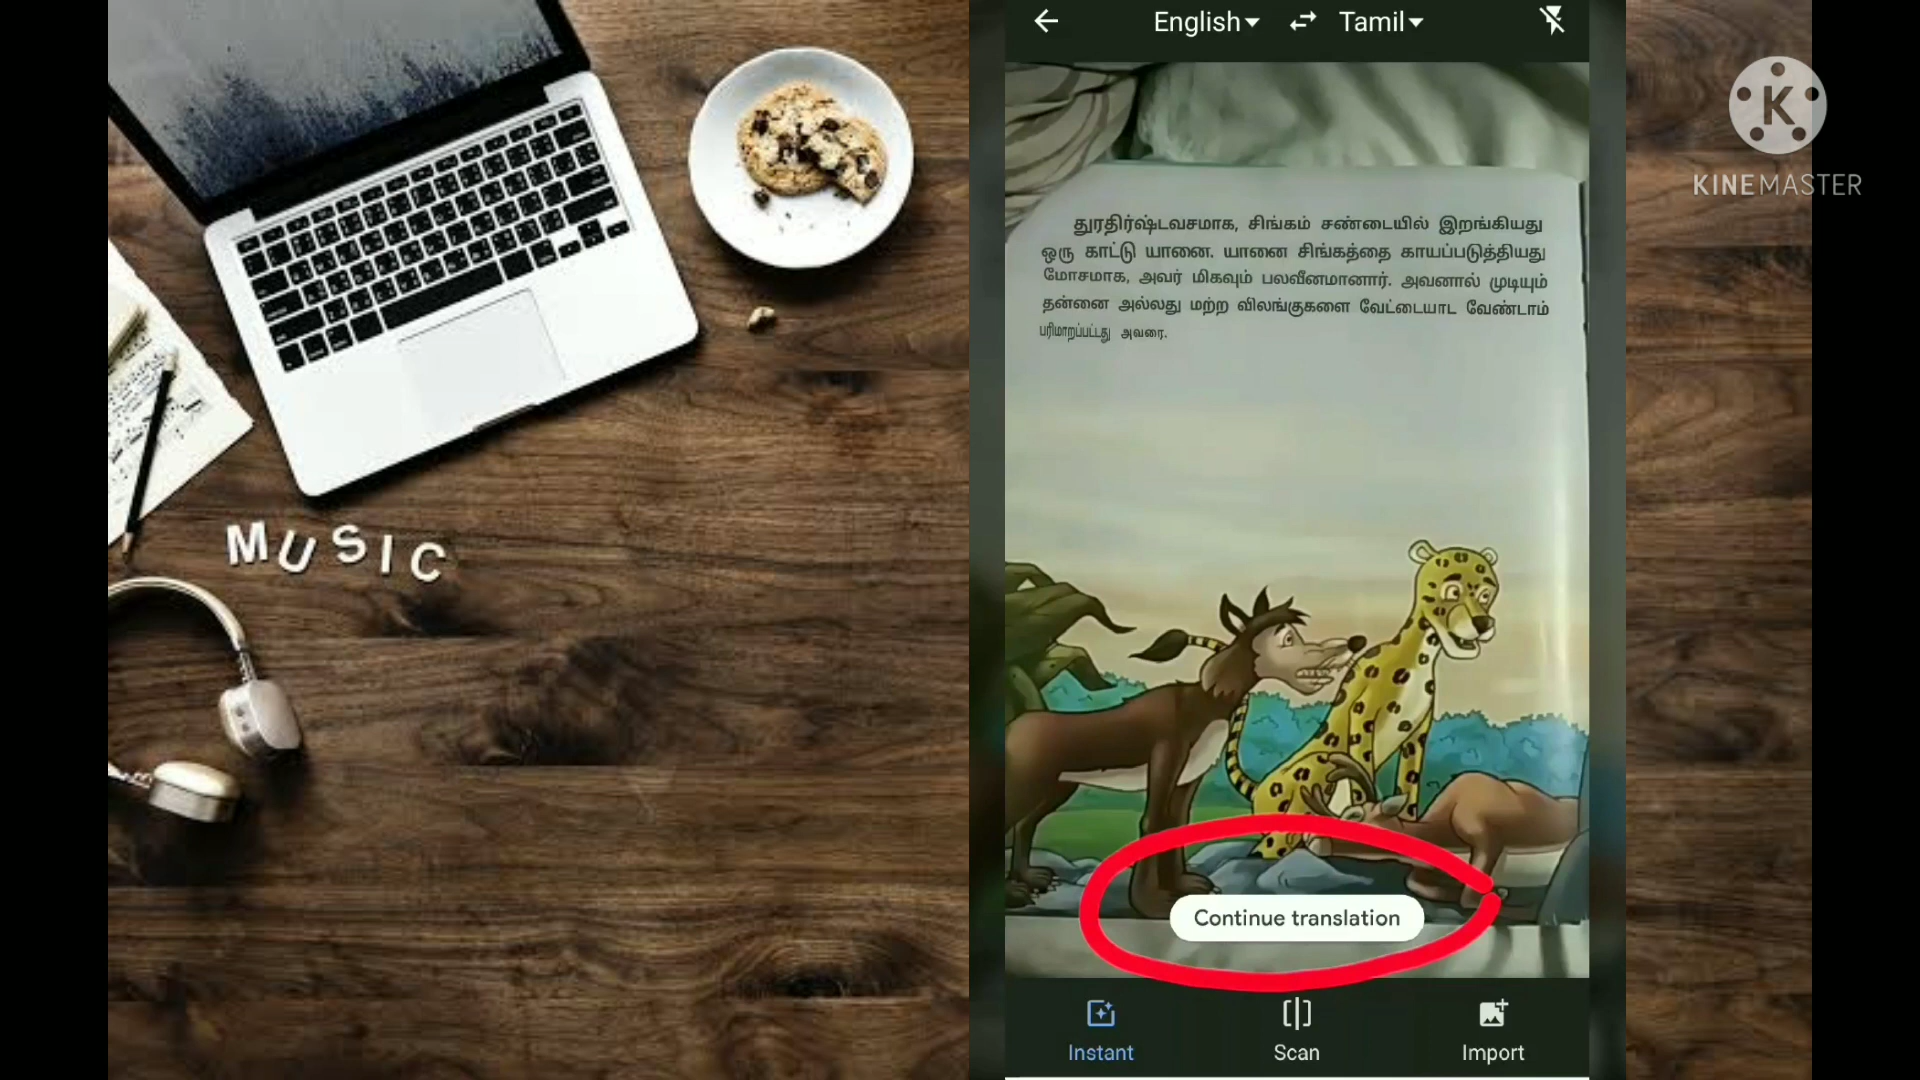 MUSIC
English
Tamil
துரதிர்ஷ்டவசமாக, சிங்கம் சண்டையில் இறங்கியது
ஒரு காட்டு யானை. யானை சிங்கத்தை காயப்படுத்தியது
மோசமாக, அவர் மிகவும் பலவீனமானார். அவனால் முடியும்
தன்னை அல்லது மற்ற விலங்குகளை வேட்டையாட வேண்டாம்
பரிமாறப்பட்டது அவரை.
Continue translation
Instant
Scan
Import
K
KINEMASTER